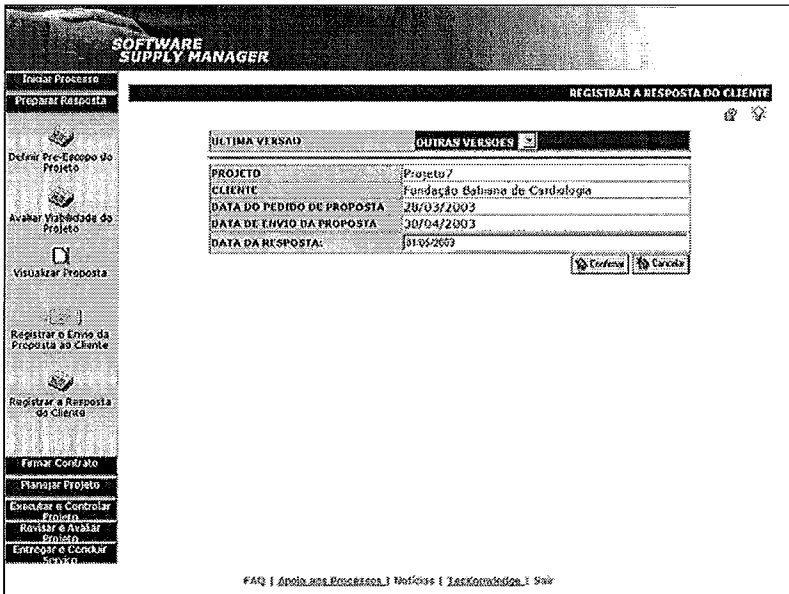 SOFTWARE
SUPPLY MANAGER
Iniciar Processo
Preparar Resposta
Definir Pre-Escopo do
Projeto
Avaliar Viabilidade do
Projeto
Visualizar Proposta
Registrar o Envio da
Proposta ao Cliente
Registrar a Resposta
do Cliente
Firmar Contrato
Planejar Projeto
Executar e Controlar
Projeto
Revisar e Avaliar
Projeto
Entregar e Concluir
Serviço
REGISTRAR A RESPOSTA DO CLIENTE
ULTIMA VERSAO OUTRAS VERSOES
PROJETO Projeto7
CLIENTE Fundação Bahiana de Cardiologia
DATA DO PEDIDO DE PROPOSTA 28/03/2003
DATA DE ENVIO DA PROPOSTA 30/04/2003
DATA DA RESPOSTA: 01/05/2003
Confirmar Cancelar
FAQ | Apoio aos Processos | Notícias | TecKnowledge | Sair